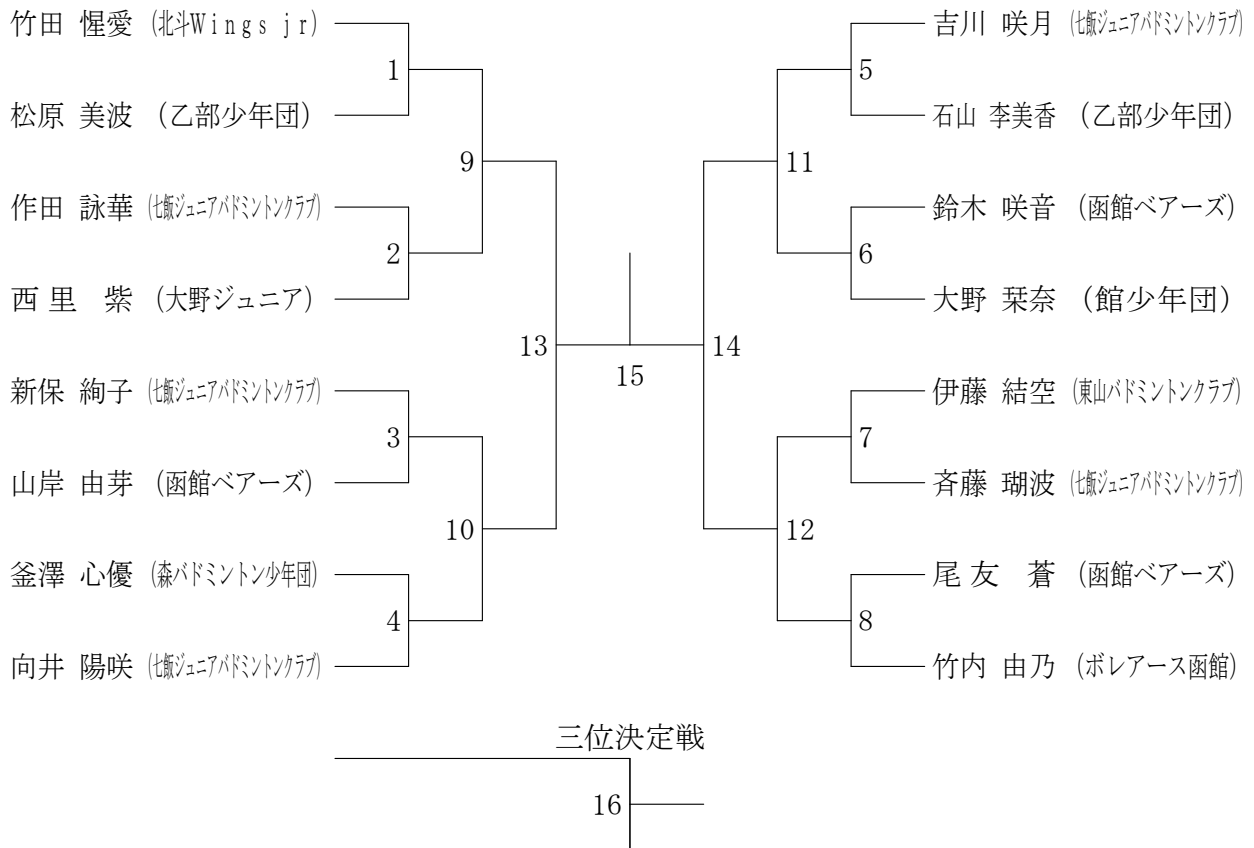 竹田 惺愛 (北斗Wings jr)
1
松原 美波 (乙部少年団)
9
作田 詠華 (七飯ジュニアバドミントンクラブ)
2
西里 紫 (大野ジュニア)
13
新保 絢子 (七飯ジュニアバドミントンクラブ)
3
山岸 由芽 (函館ベアーズ)
10
釜澤 心優 (森バドミントン少年団)
4
向井 陽咲 (七飯ジュニアバドミントンクラブ)
15
吉川 咲月 (七飯ジュニアバドミントンクラブ)
5
石山 李美香 (乙部少年団)
11
鈴木 咲音 (函館ベアーズ)
6
大野 栞奈 (館少年団)
14
伊藤 結空 (東山バドミントンクラブ)
7
斉藤 瑚波 (七飯ジュニアバドミントンクラブ)
12
尾友 蒼 (函館ベアーズ)
8
竹内 由乃 (ボレアース函館)
三位決定戦
16